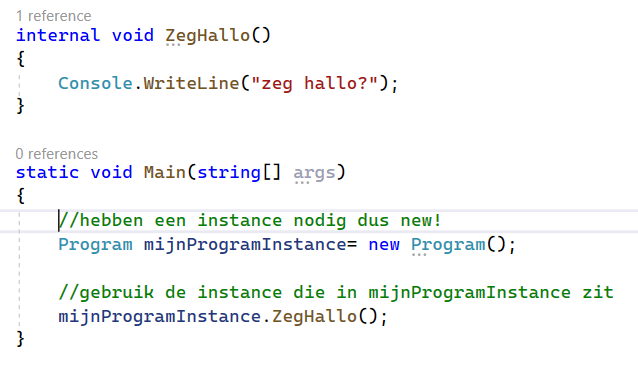 1 reference
internal void ZegHallo()
{
    Console.WriteLine("zeg hallo?");
}
0 references
static void Main(string[] args)
{
    //hebben een instance nodig dus new!
    Program mijnProgramInstance= new Program();
    //gebruik de instance die in mijnProgramInstance zit
    mijnProgramInstance.ZegHallo();
}